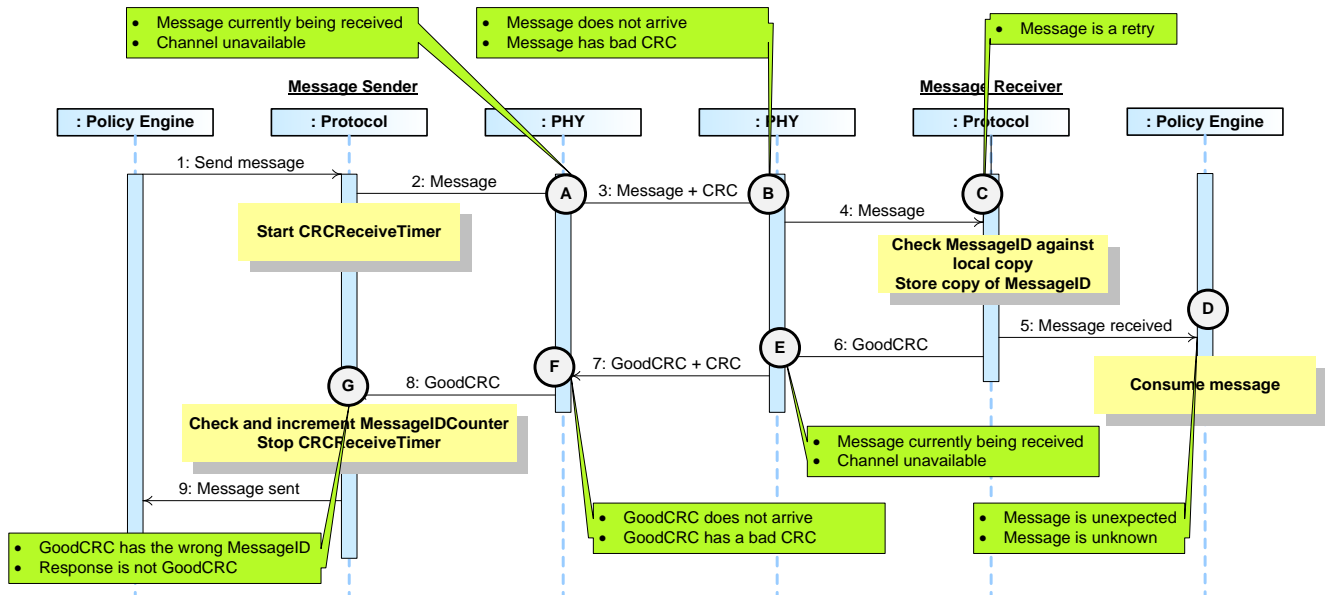 • Message currently being received
• Channel unavailable
• Message does not arrive
• Message has bad CRC
• Message is a retry
Message Sender
Message Receiver
: Policy Engine
: Protocol
: PHY
: PHY
: Protocol
: Policy Engine
1: Send message
2: Message
A
3: Message + CRC
B
C
4: Message
Start CRCReceiveTimer
Check MessageID against
local copy
Store copy of MessageID
D
5: Message received
6: GoodCRC
E
7: GoodCRC + CRC
F
8: GoodCRC
G
Consume message
Check and increment MessageIDCounter
Stop CRCReceiveTimer
• Message currently being received
• Channel unavailable
9: Message sent
• GoodCRC does not arrive
• GoodCRC has a bad CRC
• Message is unexpected
• Message is unknown
• GoodCRC has the wrong MessageID
• Response is not GoodCRC